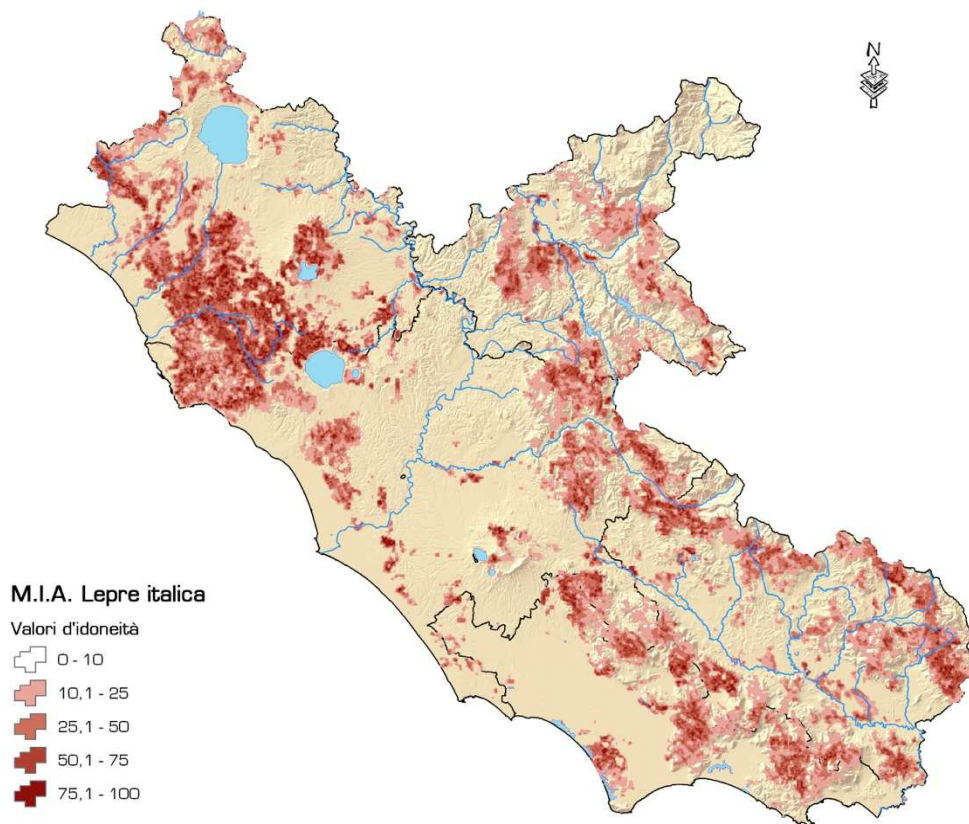 N
M.I.A. Lepre italica
Valori d'idoneità
0 - 10
10,1 - 25
25,1 - 50
50,1 - 75
75,1 - 100